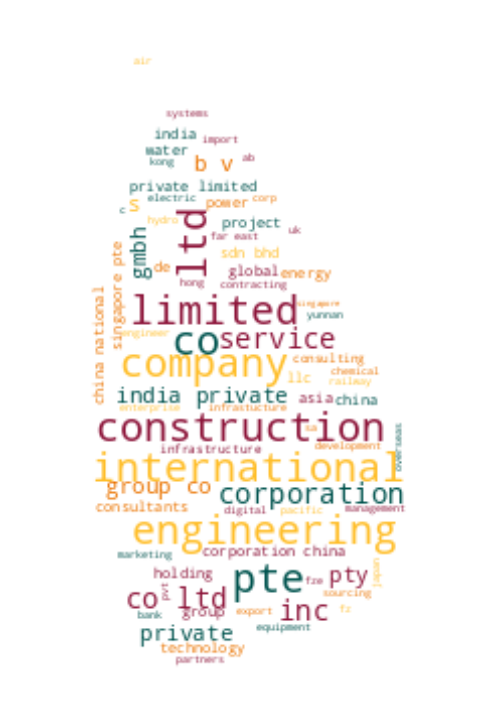 air
systems
india
import
water
kong
b v
ab
private limited
electric
s
power
corp
c
hydro
ltd
project
uk
gmbh
far east
singapore pte
sdn bhd
de
global
energy
hong
contracting
china national
limited
singapore
yunnan
engineer
co
service
company
consulting
llc
chemical
railway
india private
asia
china
enterprise
infrastucture
construction
sa
overseas
infrastructure
development
international
group co
corporation
consultants
digital
pacific
management
engineering
marketing
corporation china
holding
pte
fze
pty
japan
pvt
co ltd
sourcing
bank
group
export
inc
fz
private
equipment
technology
partners